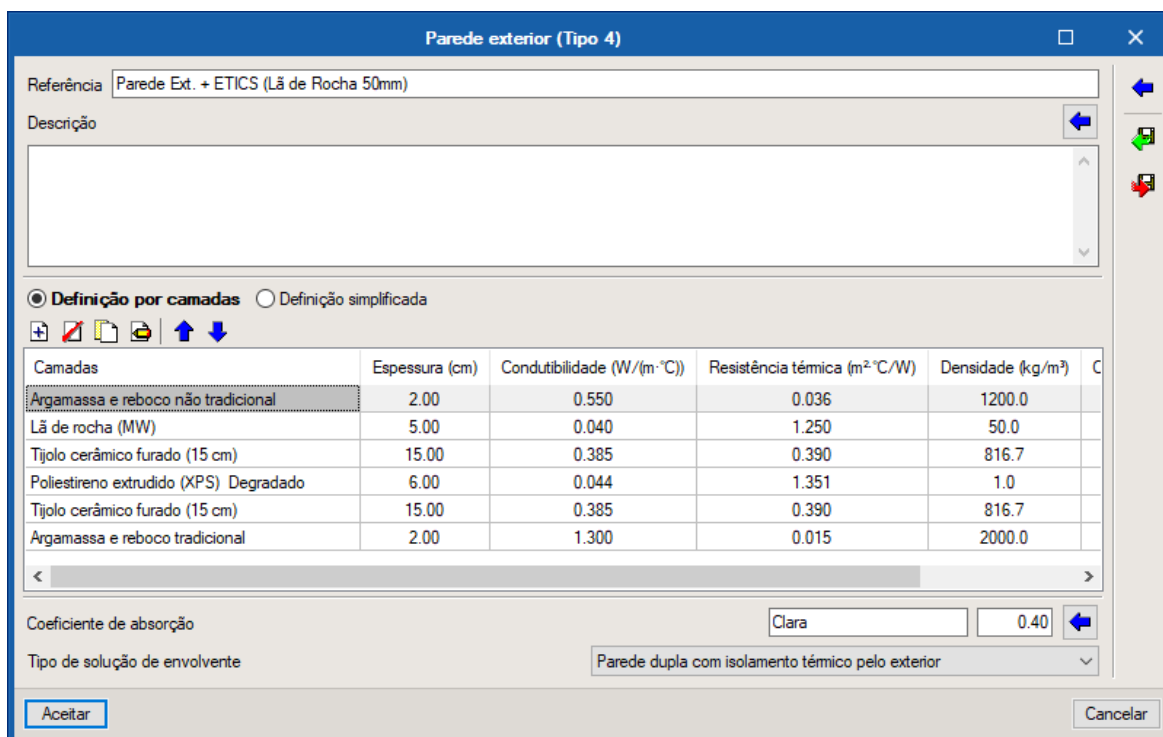 Parede exterior (Tipo 4)
Referência Parede Ext. + ETICS (Lã de Rocha 50mm)
Descrição
Definição por camadas Definição simplificada
Camadas Espessura (cm) Condutibilidade (W/(m·°C)) Resistência térmica (m²·°C/W) Densidade (kg/m³) C
Argamassa e reboco não tradicional 2.00 0.550 0.036 1200.0
Lã de rocha (MW) 5.00 0.040 1.250 50.0
Tijolo cerâmico furado (15 cm) 15.00 0.385 0.390 816.7
Poliestireno extrudido (XPS) Degradado 6.00 0.044 1.351 1.0
Tijolo cerâmico furado (15 cm) 15.00 0.385 0.390 816.7
Argamassa e reboco tradicional 2.00 1.300 0.015 2000.0
Coeficiente de absorção Clara 0.40
Tipo de solução de envolvente Parede dupla com isolamento térmico pelo exterior
Aceitar Cancelar